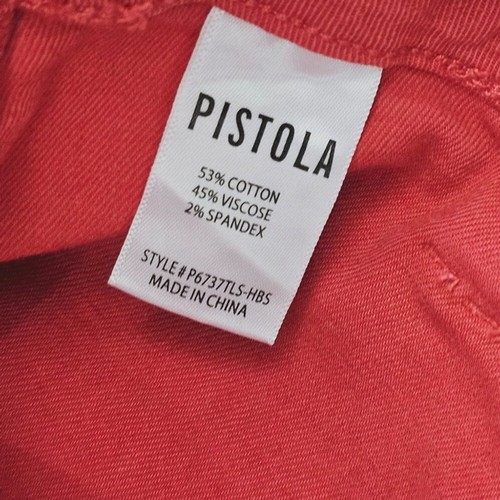 PISTOLA
53% COTTON
45% VISCOSE
2% SPANDEX
STYLE# P6737TLS-HBS
MADE IN CHINA